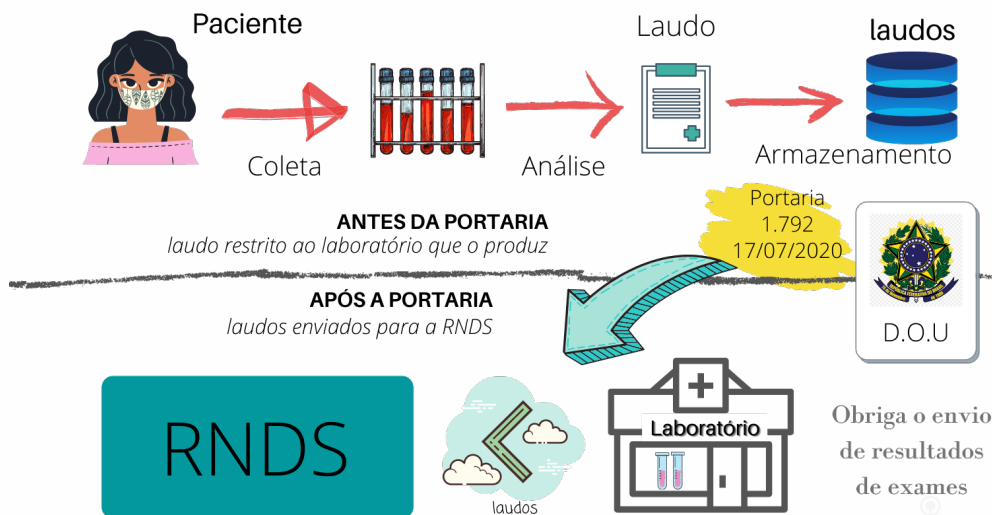 Paciente
Laudo
laudos
Coleta
Análise
Armazenamento
ANTES DA PORTARIA
laudo restrito ao laboratório que o produz
Portaria
1.792
17/07/2020
D.O.U
APÓS A PORTARIA
laudos enviados para a RNDS
RNDS
laudos
Laboratório
Obriga o envio
de resultados
de exames